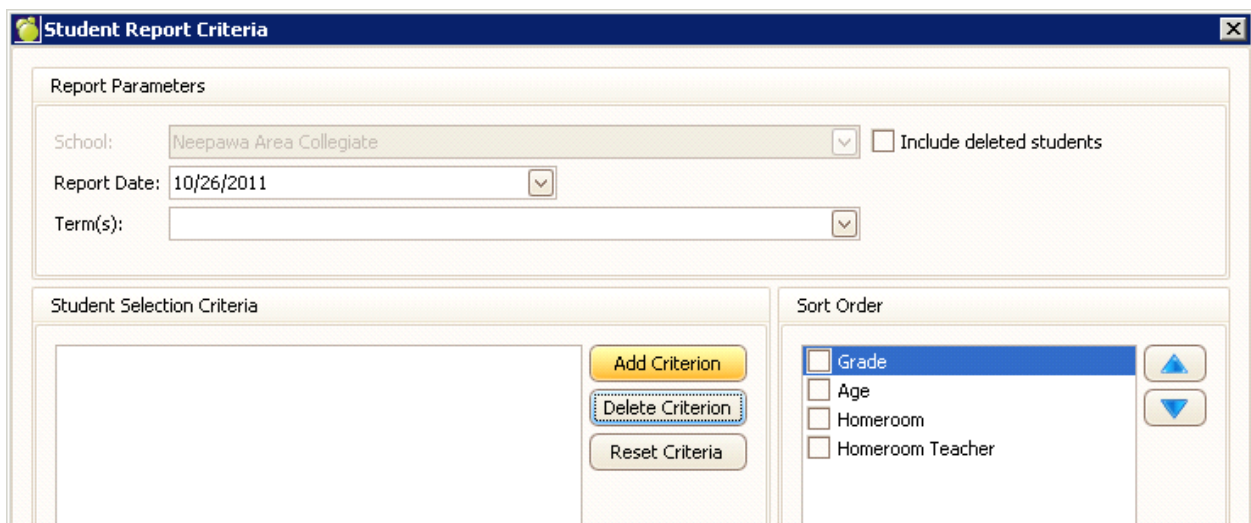 Student Report Criteria
Report Parameters
School: Neepawa Area Collegiate Include deleted students
Report Date: 10/26/2011
Term(s):
Student Selection Criteria
Add Criterion
Delete Criterion
Reset Criteria
Sort Order
Grade
Age
Homeroom
Homeroom Teacher